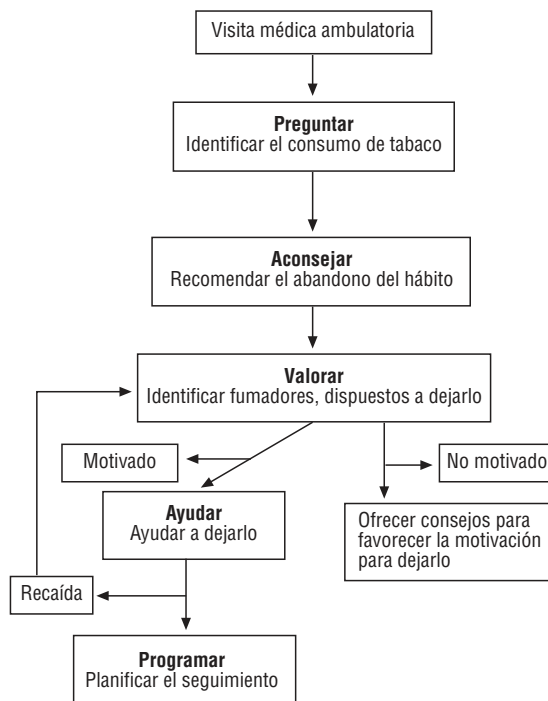 Visita médica ambulatoria
Preguntar
Identificar el consumo de tabaco
Aconsejar
Recomendar el abandono del hábito
Valorar
Identificar fumadores, dispuestos a dejarlo
Motivado
No motivado
Ayudar
Ayudar a dejarlo
Ofrecer consejos para
favorecer la motivación
para dejarlo
Recaída
Programar
Planificar el seguimiento